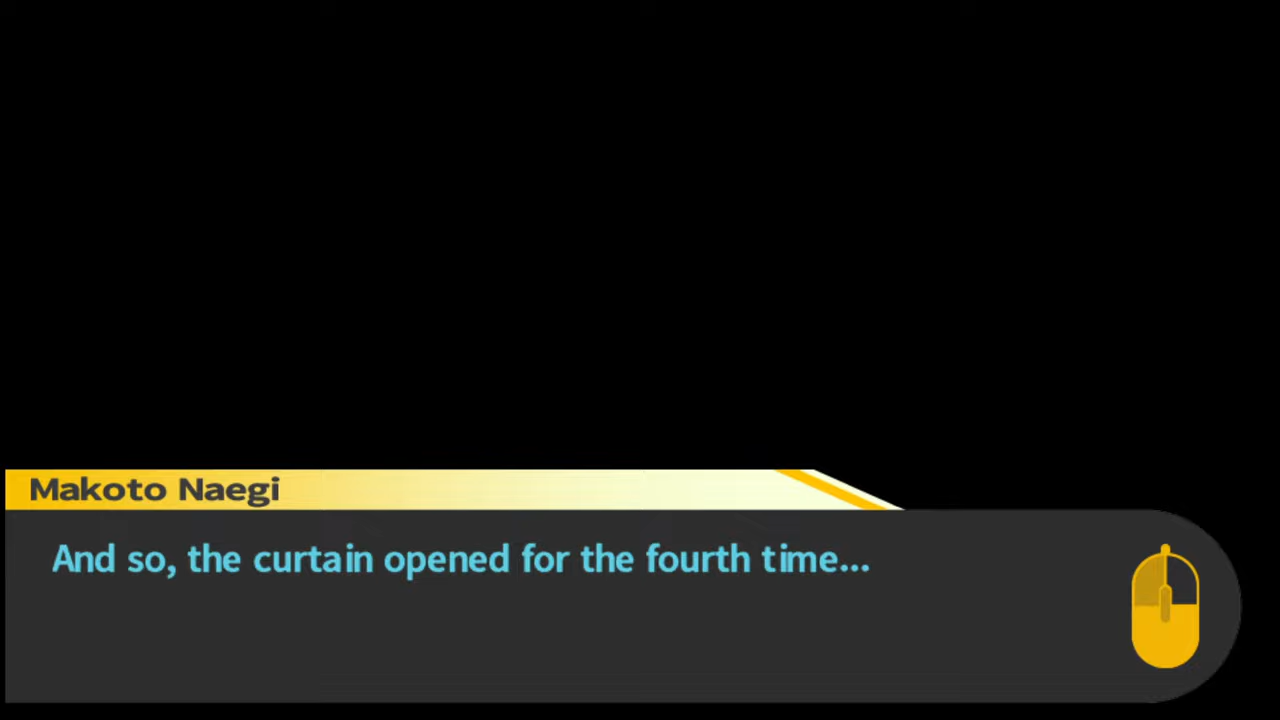 Makoto Naegi
And so, the curtain opened for the fourth time...